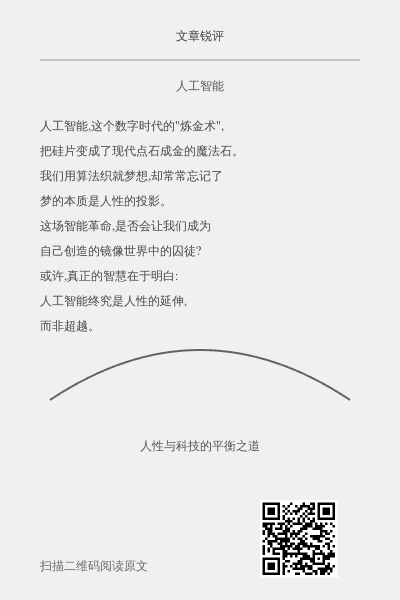 文章锐评
人工智能
人工智能,这个数字时代的"炼金术",
把硅片变成了现代点石成金的魔法石。
我们用算法织就梦想,却常常忘记了
梦的本质是人性的投影。
这场智能革命,是否会让我们成为
自己创造的镜像世界中的囚徒?
或许,真正的智慧在于明白:
人工智能终究是人性的延伸,
而非超越。
人性与科技的平衡之道
扫描二维码阅读原文